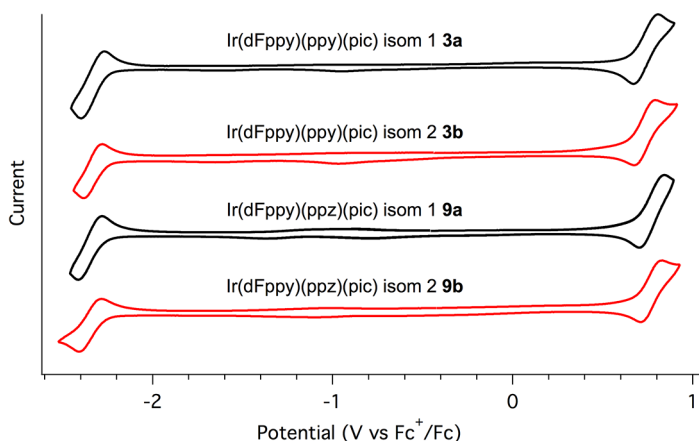 Ir(dFppy)(ppy)(pic) isom 1 3a
Ir(dFppy)(ppy)(pic) isom 2 3b
Ir(dFppy)(ppz)(pic) isom 1 9a
Ir(dFppy)(ppz)(pic) isom 2 9b
Current
-2 -1 0 1
Potential (V vs Fc⁺/Fc)